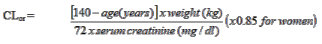 CLcr = [140 – age(years)] x weight (kg)
72 x serum creatinine (mg / dl)
{x0.85 for women}